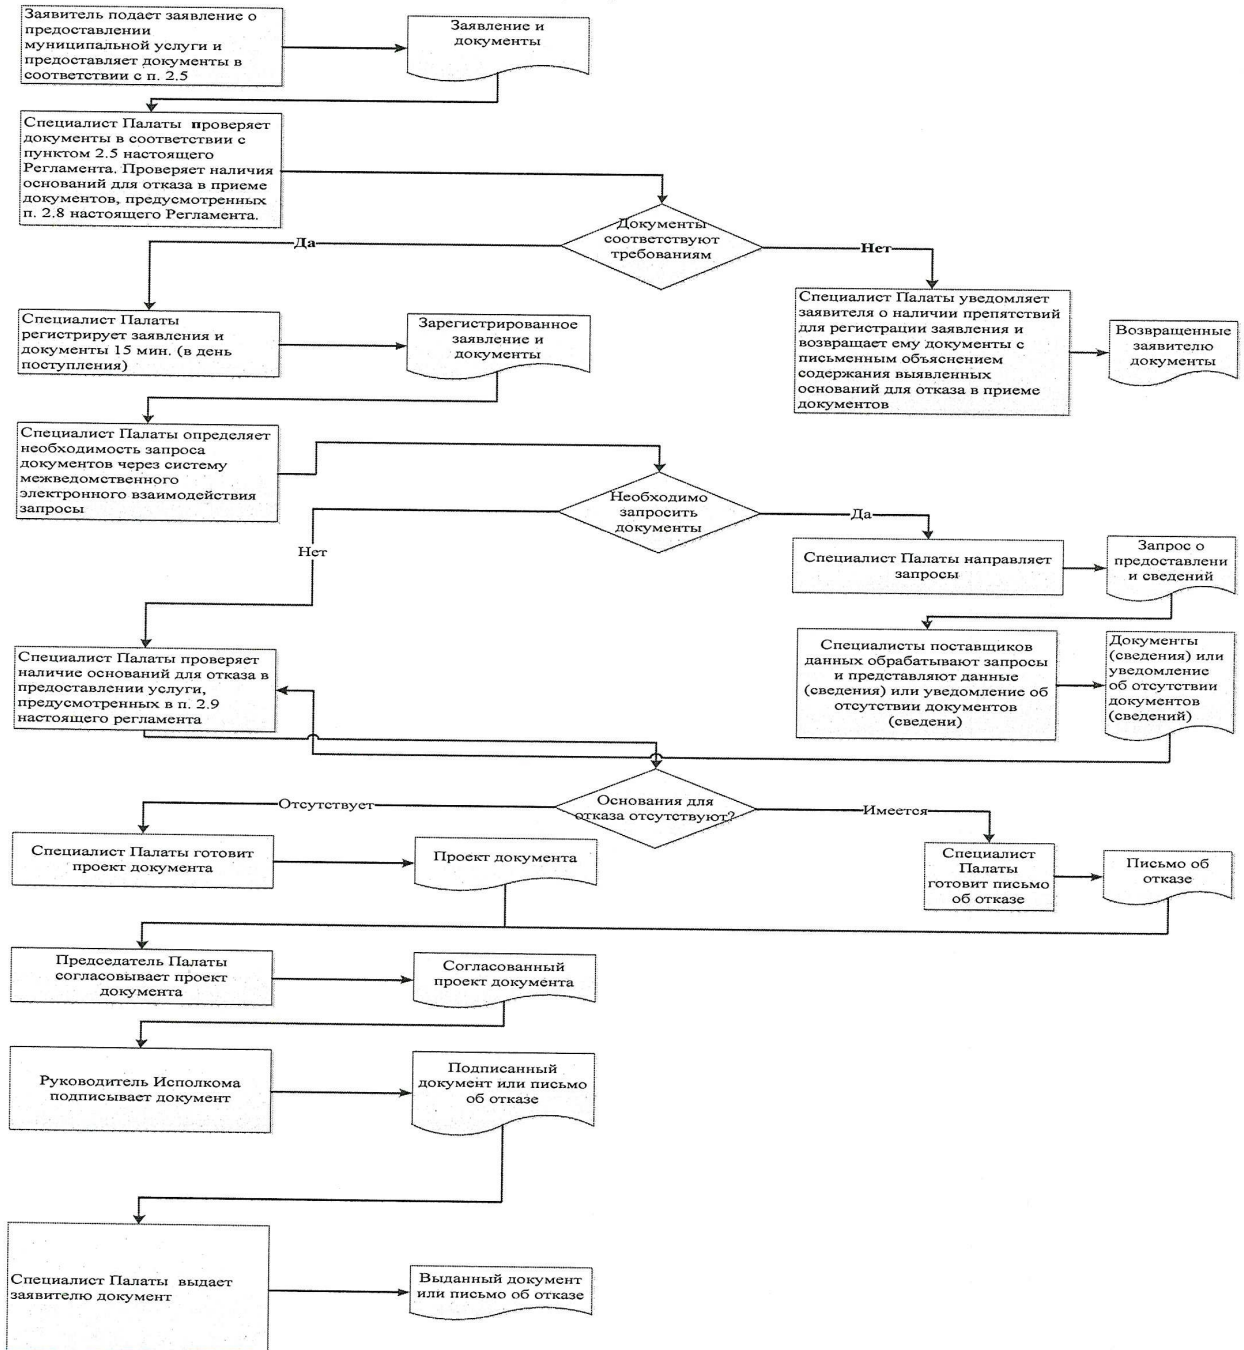 Заявитель подает заявление о
предоставлении
муниципальной услуги и
предоставляет документы в
соответствии с п. 2.5
Заявление и
документы
Специалист Палаты проверяет
документы в соответствии с
пунктом 2.5 настоящего
Регламента. Проверяет наличия
оснований для отказа в приеме
документов, предусмотренных
п. 2.8 настоящего Регламента.
Документы
соответствуют
требованиям
Да
Нет
Специалист Палаты
регистрирует заявления и
документы 15 мин. (в день
поступления)
Зарегистрированное
заявление и
документы
Специалист Палаты уведомляет
заявителя о наличии препятствий
для регистрации заявления и
возвращает ему документы с
письменным объяснением
содержания выявленных
оснований для отказа в приеме
документов
Возвращенные
заявителю
документы
Специалист Палаты определяет
необходимость запроса
документов через систему
межведомственного
электронного взаимодействия
запросы
Необходимо
запросить
документы
Да
Нет
Специалист Палаты направляет
запросы
Запрос о
предоставлени
и сведений
Специалисты поставщиков
данных обрабатывают запросы
и представляют данные
(сведения) или уведомление об
отсутствии документов
(сведени)
Документы
(сведения) или
уведомление
об отсутствии
документов
(сведений)
Специалист Палаты проверяет
наличие оснований для отказа в
предоставлении услуги,
предусмотренных в п. 2.9
настоящего регламента
Основания для
отказа отсутствуют?
Отсутствует
Имеется
Специалист Палаты готовит
проект документа
Проект документа
Специалист
Палаты
готовит письмо
об отказе
Письмо об
отказе
Председатель Палаты
согласовывает проект
документа
Согласованный
проект документа
Руководитель Исполкома
подписывает документ
Подписанный
документ или письмо
об отказе
Специалист Палаты выдает
заявителю документ
Выданный документ
или письмо об отказе